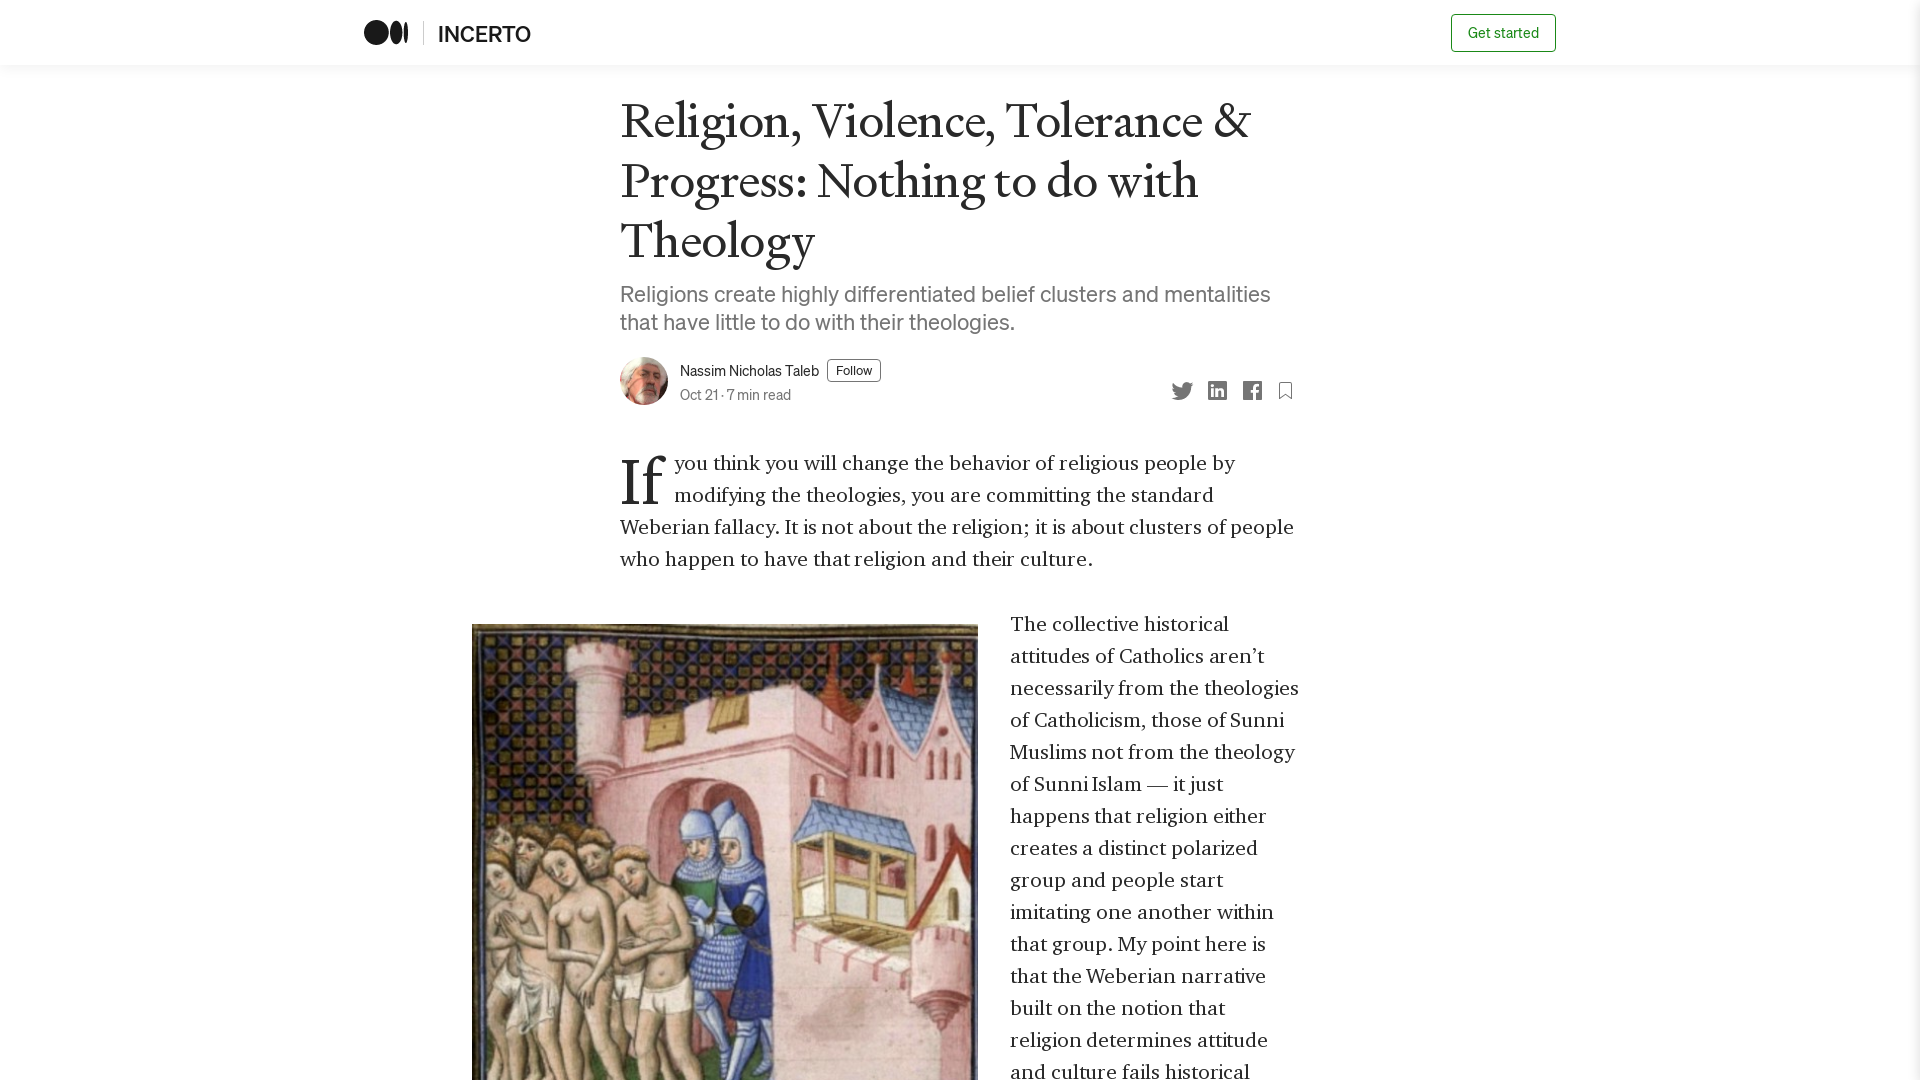 INCERTO
Get started
Religion, Violence, Tolerance &
Progress: Nothing to do with
Theology
Religions create highly differentiated belief clusters and mentalities
that have little to do with their theologies.
Nassim Nicholas Taleb
Follow
Oct 21 · 7 min read
If you think you will change the behavior of religious people by
modifying the theologies, you are committing the standard
Weberian fallacy. It is not about the religion; it is about clusters of people
who happen to have that religion and their culture.
The collective historical
attitudes of Catholics aren’t
necessarily from the theologies
of Catholicism, those of Sunni
Muslims not from the theology
of Sunni Islam — it just
happens that religion either
creates a distinct polarized
group and people start
imitating one another within
that group. My point here is
that the Weberian narrative
built on the notion that
religion determines attitude
and culture fails historical